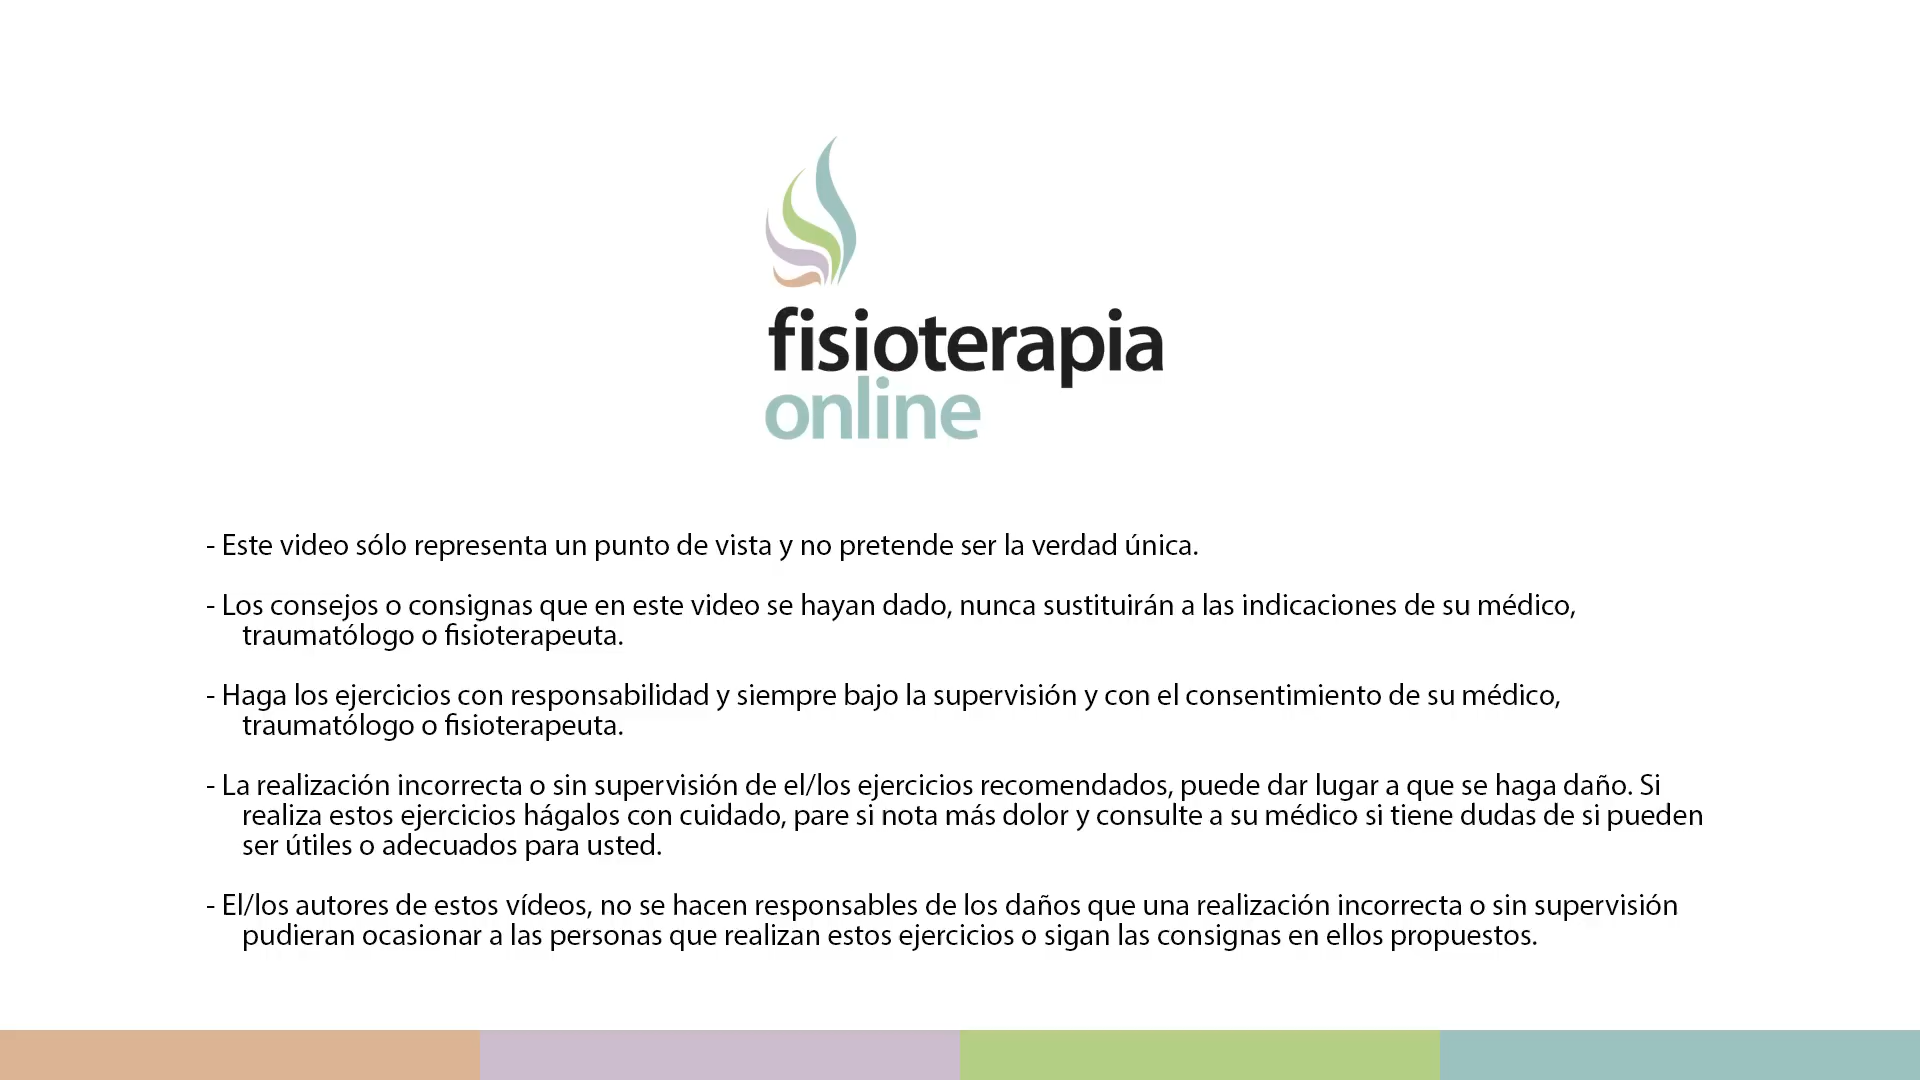 fisioterapia
online
- Este video sólo representa un punto de vista y no pretende ser la verdad única.
- Los consejos o consignas que en este video se hayan dado, nunca sustituirán a las indicaciones de su médico,
traumatólogo o fisioterapeuta.
- Haga los ejercicios con responsabilidad y siempre bajo la supervisión y con el consentimiento de su médico,
traumatólogo o fisioterapeuta.
- La realización incorrecta o sin supervisión de el/los ejercicios recomendados, puede dar lugar a que se haga daño. Si
realiza estos ejercicios hágalos con cuidado, pare si nota más dolor y consulte a su médico si tiene dudas de si pueden
ser útiles o adecuados para usted.
- El/los autores de estos vídeos, no se hacen responsables de los daños que una realización incorrecta o sin supervisión
pudieran ocasionar a las personas que realizan estos ejercicios o sigan las consignas en ellos propuestos.